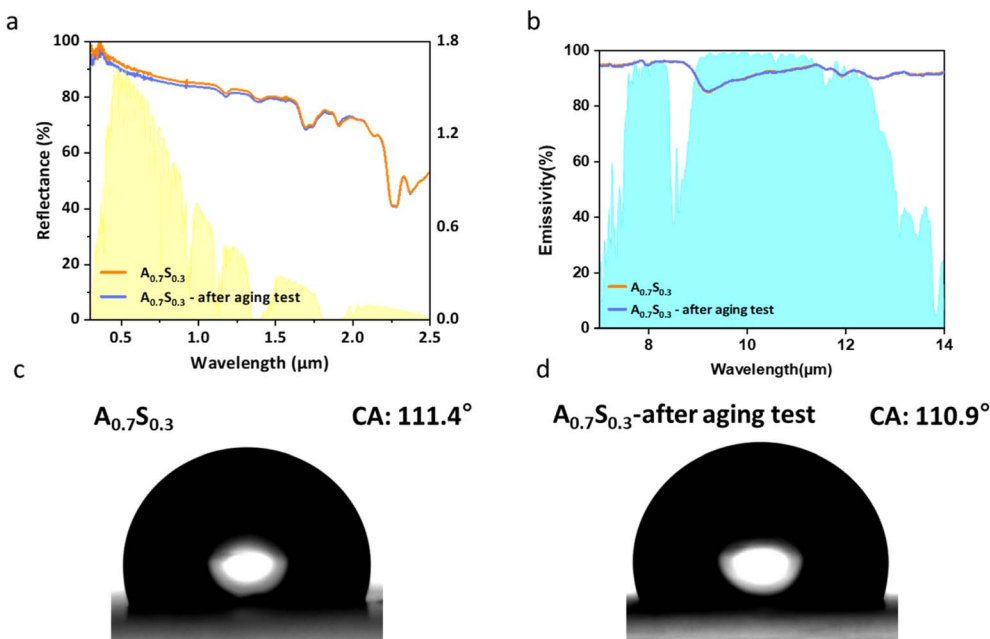 a
100
80
60
40
20
0
Reflectance (%)
1.8
1.2
0.6
0.0
A0.7S0.3
A0.7S0.3 - after aging test
0.5 1.0 1.5 2.0 2.5
Wavelength (μm)
b
100
80
60
40
20
0
Emissivity(%)
A0.7S0.3
A0.7S0.3 - after aging test
8 10 12 14
Wavelength(μm)
c
A0.7S0.3 CA: 111.4°
d
A0.7S0.3-after aging test CA: 110.9°